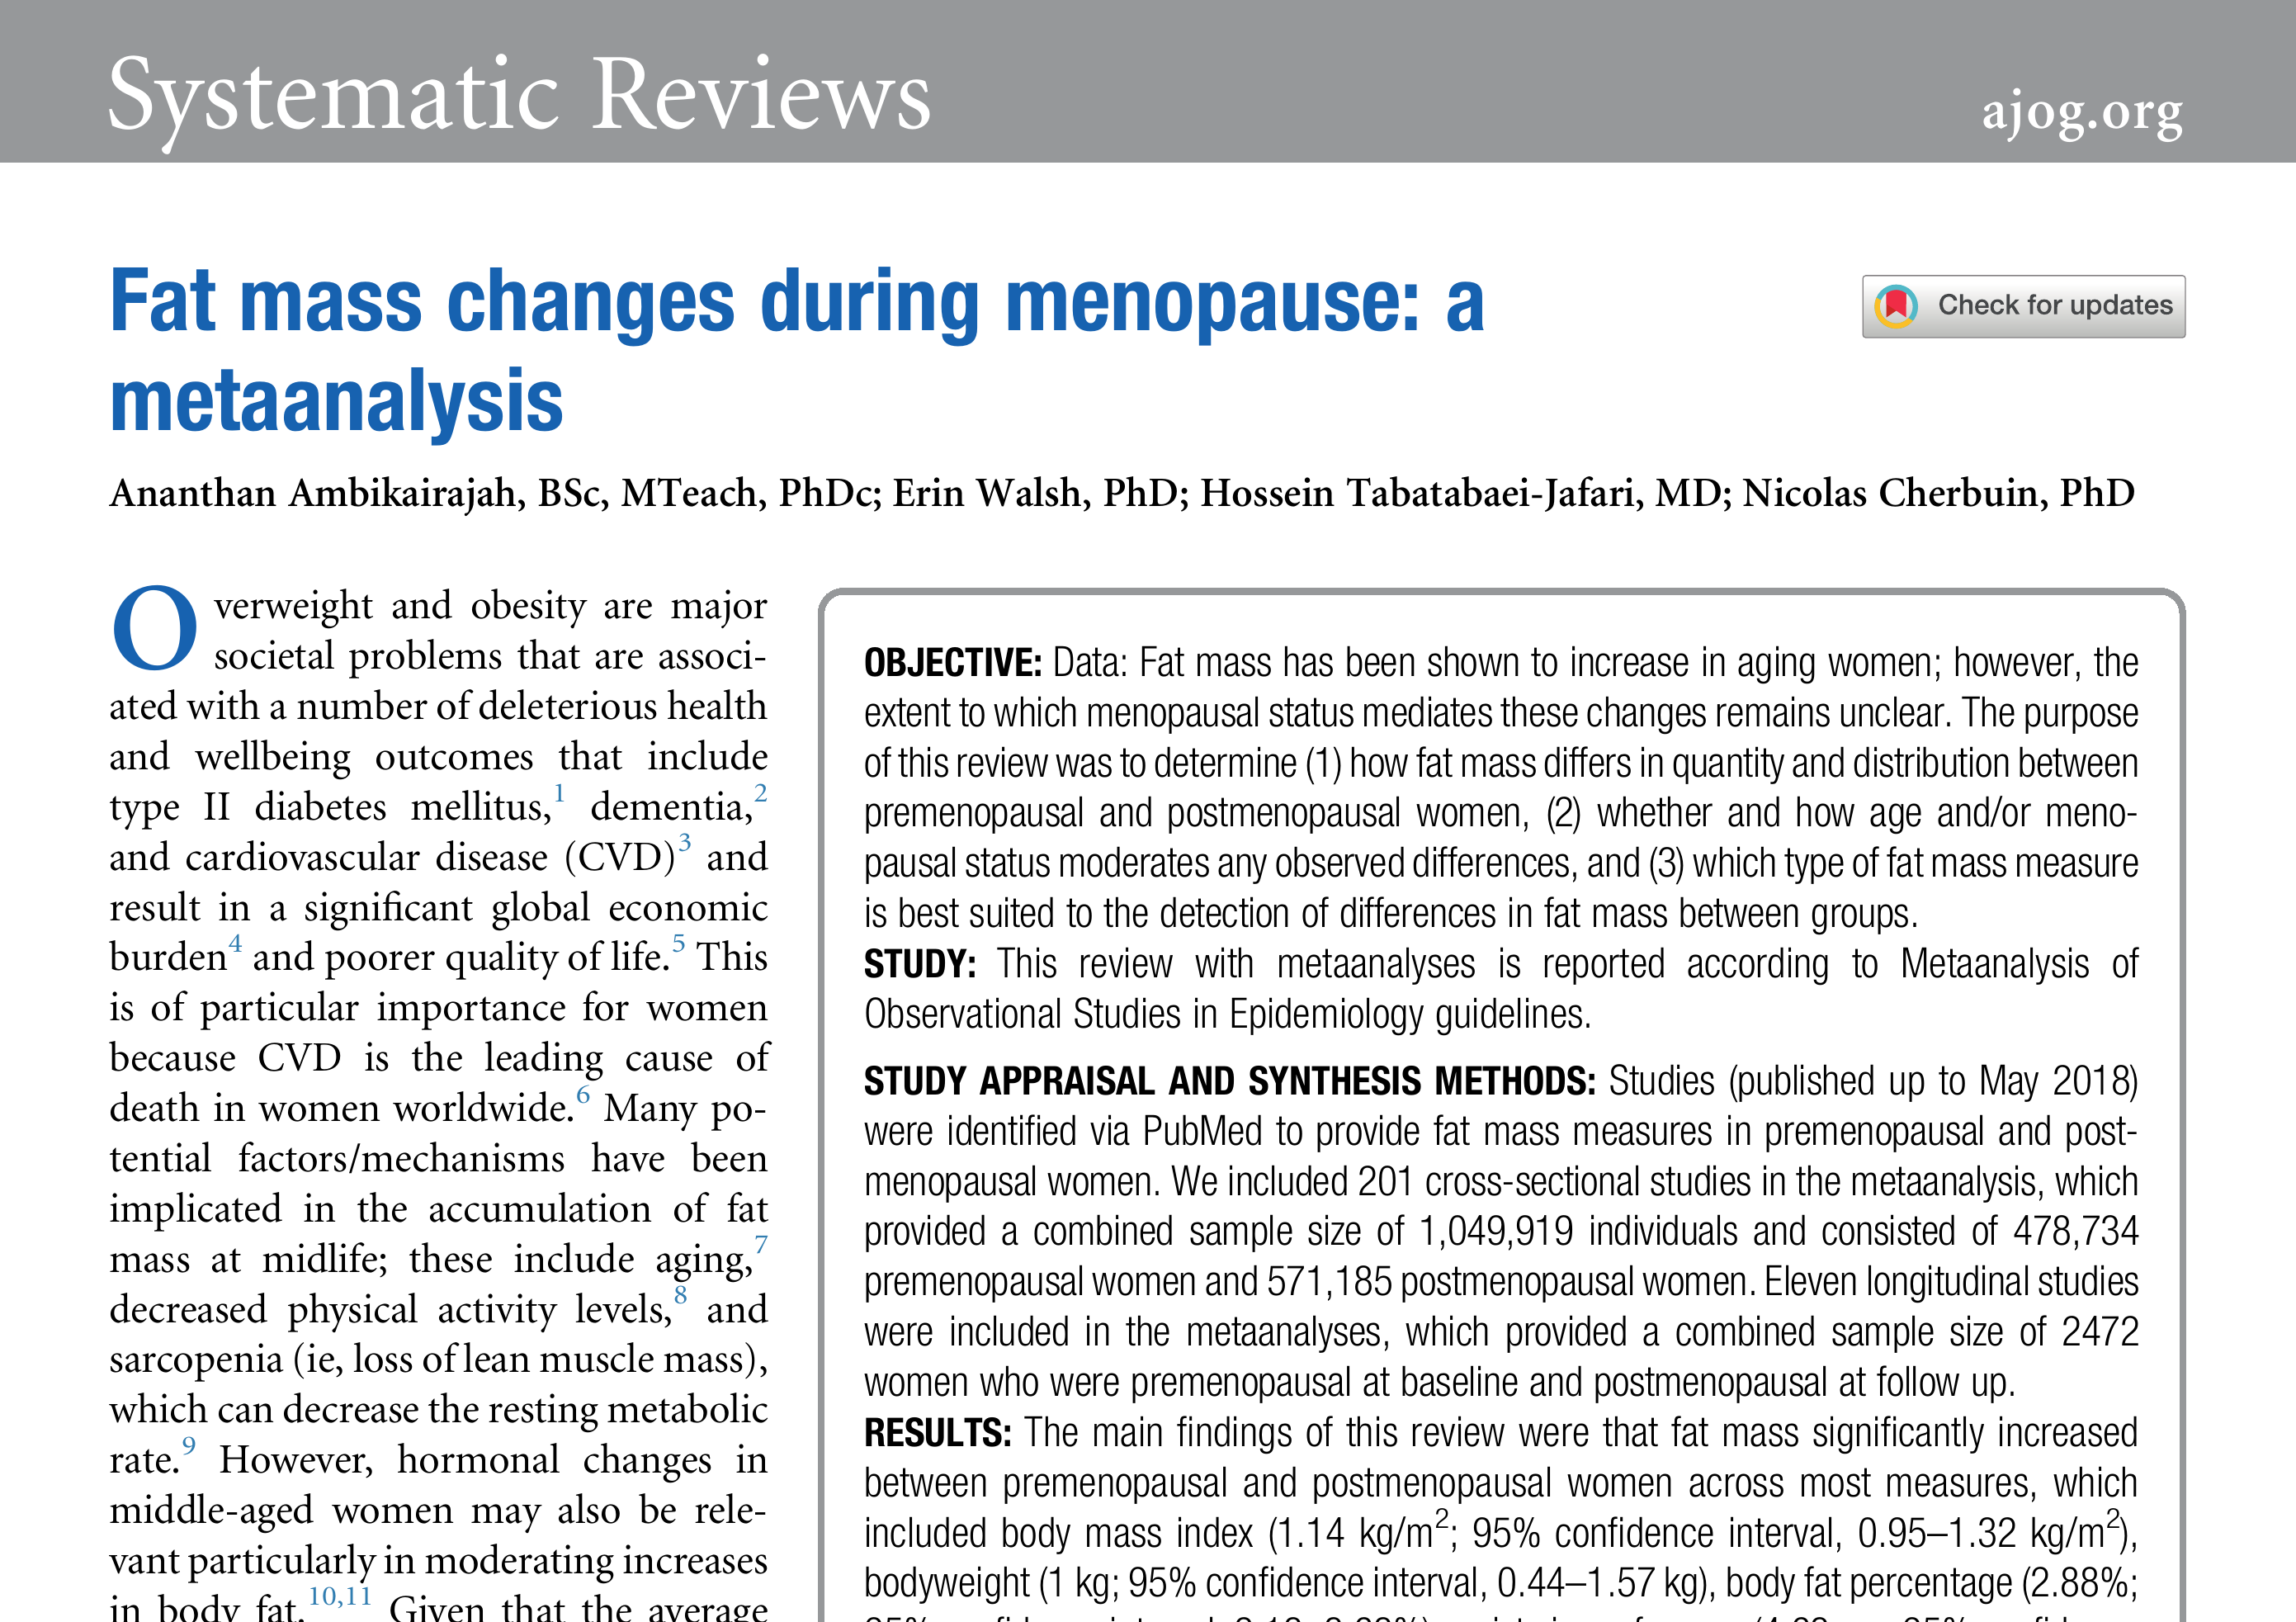 Systematic Reviews
ajog.org
Fat mass changes during menopause: a
metaanalysis
Check for updates
Ananthan Ambikairajah, BSc, MTeach, PhDc; Erin Walsh, PhD; Hossein Tabatabaei-Jafari, MD; Nicolas Cherbuin, PhD
Overweight and obesity are major
societal problems that are associ-
ated with a number of deleterious health
and wellbeing outcomes that include
type II diabetes mellitus,1 dementia,2
and cardiovascular disease (CVD)3 and
result in a significant global economic
burden4 and poorer quality of life.5 This
is of particular importance for women
because CVD is the leading cause of
death in women worldwide.6 Many po-
tential factors/mechanisms have been
implicated in the accumulation of fat
mass at midlife; these include aging,7
decreased physical activity levels,8 and
sarcopenia (ie, loss of lean muscle mass),
which can decrease the resting metabolic
rate.9 However, hormonal changes in
middle-aged women may also be rele-
vant particularly in moderating increases
in body fat.10,11 Given that the average
OBJECTIVE: Data: Fat mass has been shown to increase in aging women; however, the
extent to which menopausal status mediates these changes remains unclear. The purpose
of this review was to determine (1) how fat mass differs in quantity and distribution between
premenopausal and postmenopausal women, (2) whether and how age and/or meno-
pausal status moderates any observed differences, and (3) which type of fat mass measure
is best suited to the detection of differences in fat mass between groups.
STUDY: This review with metaanalyses is reported according to Metaanalysis of
Observational Studies in Epidemiology guidelines.
STUDY APPRAISAL AND SYNTHESIS METHODS: Studies (published up to May 2018)
were identified via PubMed to provide fat mass measures in premenopausal and post-
menopausal women. We included 201 cross-sectional studies in the metaanalysis, which
provided a combined sample size of 1,049,919 individuals and consisted of 478,734
premenopausal women and 571,185 postmenopausal women. Eleven longitudinal studies
were included in the metaanalyses, which provided a combined sample size of 2472
women who were premenopausal at baseline and postmenopausal at follow up.
RESULTS: The main findings of this review were that fat mass significantly increased
between premenopausal and postmenopausal women across most measures, which
included body mass index (1.14 kg/m2; 95% confidence interval, 0.95–1.32 kg/m2),
bodyweight (1 kg; 95% confidence interval, 0.44–1.57 kg), body fat percentage (2.88%;